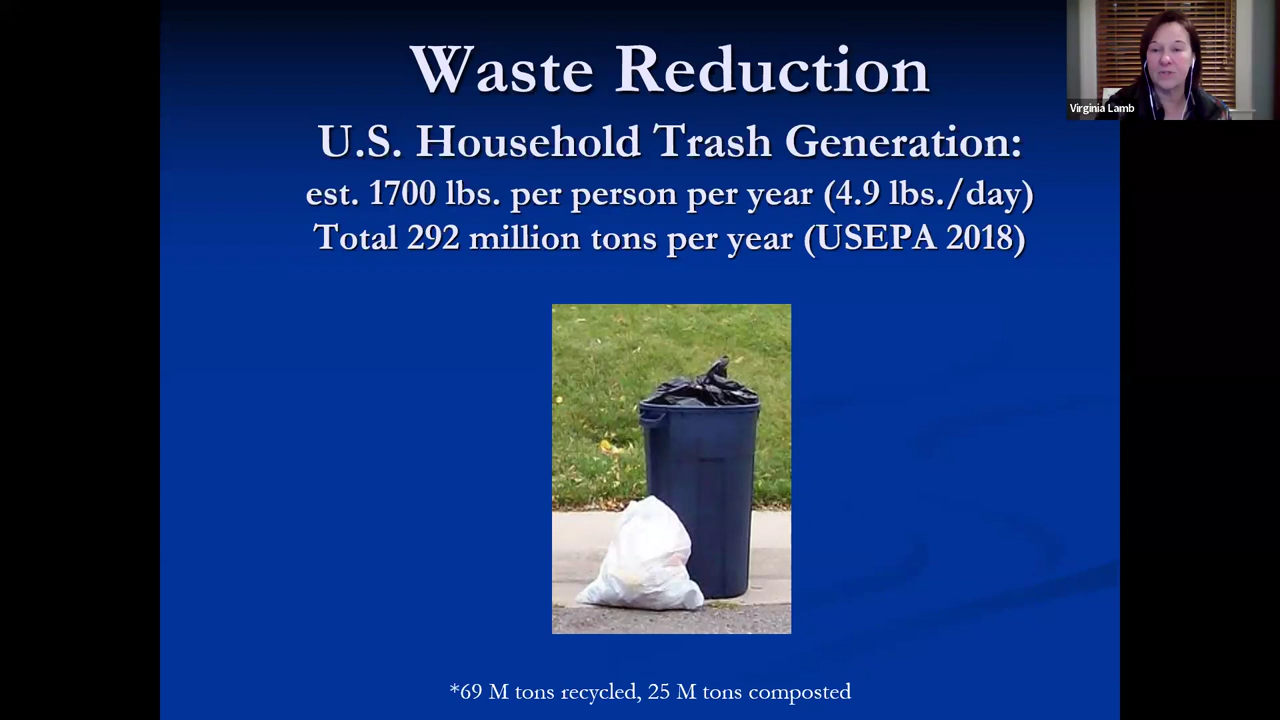 Waste Reduction
U.S. Household Trash Generation:
est. 1700 lbs. per person per year (4.9 lbs./day)
Total 292 million tons per year (USEPA 2018)
*69 M tons recycled, 25 M tons composted
Virginia Lamb